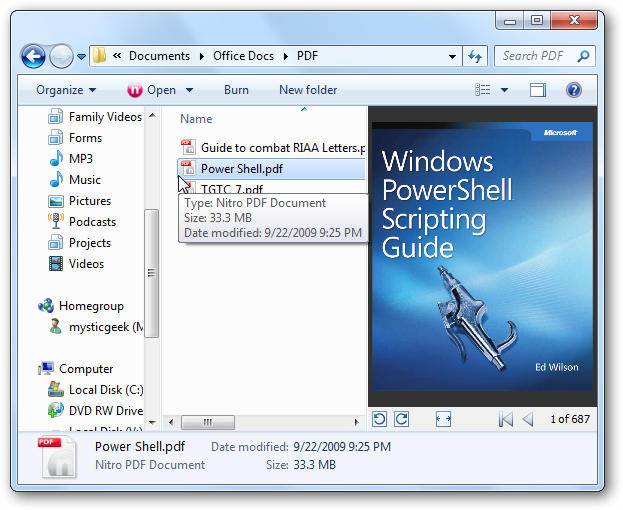 « Documents Office Docs PDF
Search PDF
Organize Open Burn New folder
Family Videos
Forms
MP3
Music
Pictures
Podcasts
Projects
Videos
Homegroup
mysticgeek (M
Computer
Local Disk (C:)
DVD RW Drive
Local Disk (V:)
Name
Guide to combat RIAA Letters.p
Power Shell.pdf
TGTC 7.pdf
Type: Nitro PDF Document
Size: 33.3 MB
Date modified: 9/22/2009 9:25 PM
Microsoft
Windows
PowerShell
Scripting
Guide
Ed Wilson
1 of 687
PDF
Power Shell.pdf Date modified: 9/22/2009 9:25 PM
Nitro PDF Document Size: 33.3 MB